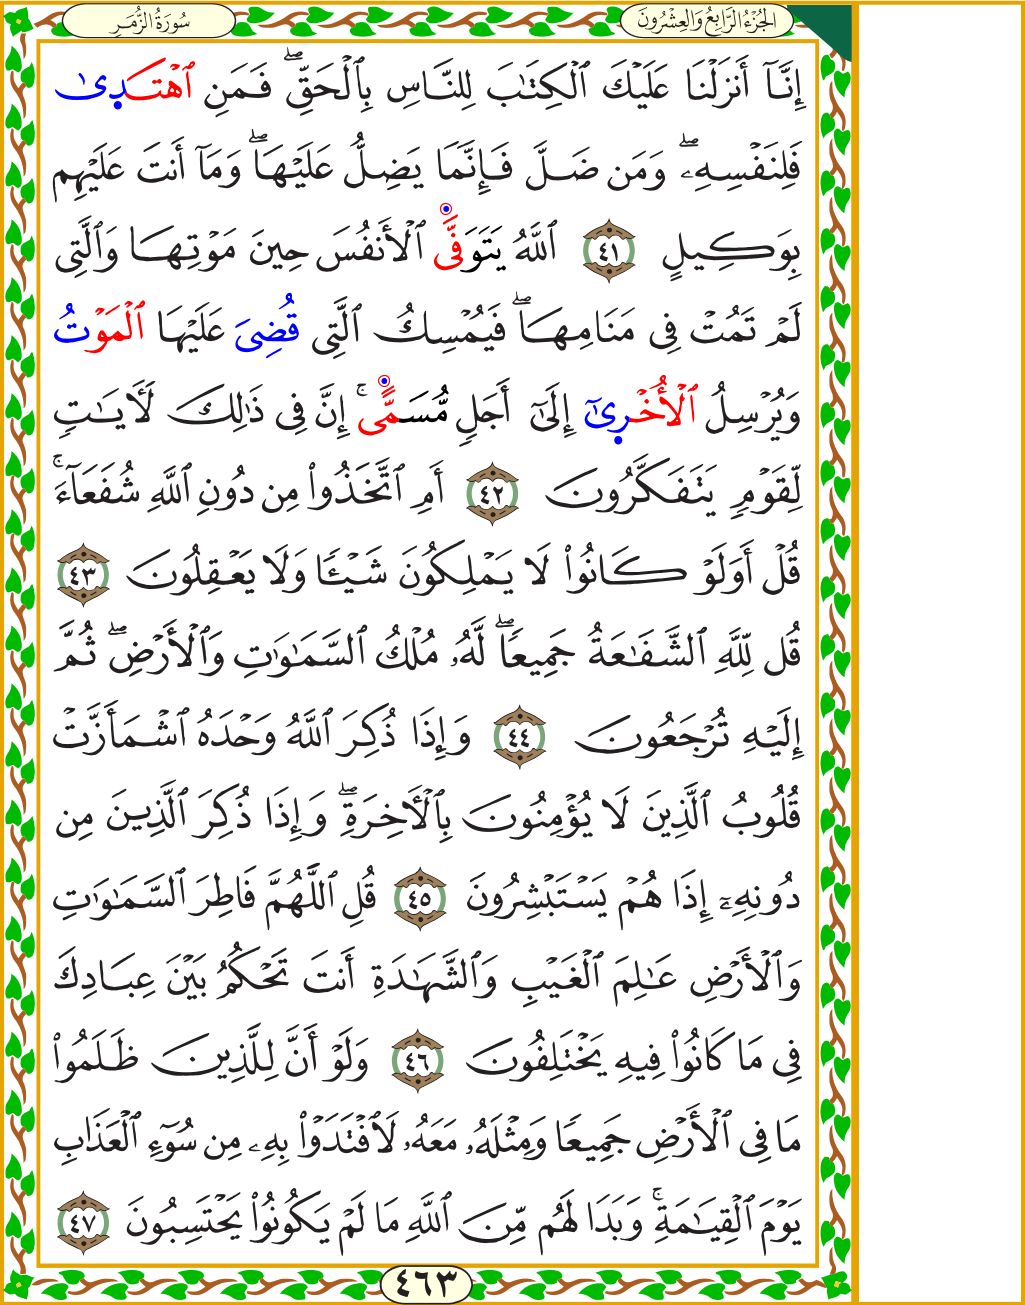 سُورَةُ الزُّمَرِ
الجُزْءُ الرَّابِعُ وَالعِشْرُونَ
إِنَّآ أَنزَلْنَا عَلَيْكَ ٱلْكِتَٰبَ لِلنَّاسِ بِٱلْحَقِّۖ فَمَنِ ٱهْتَدَىٰ
فَلِنَفْسِهِۦۖ وَمَن ضَلَّ فَإِنَّمَا يَضِلُّ عَلَيْهَاۖ وَمَآ أَنتَ عَلَيْهِم
بِوَكِيلٍ ٤١ ٱللَّهُ يَتَوَفَّى ٱلْأَنفُسَ حِينَ مَوْتِهَا وَٱلَّتِى
لَمْ تَمُتْ فِى مَنَامِهَاۖ فَيُمْسِكُ ٱلَّتِى قُضِىَ عَلَيْهَا ٱلْمَوْتُ
وَيُرْسِلُ ٱلْأُخْرِىٰٓ إِلَىٰٓ أَجَلٍ مُّسَمًّىۚ إِنَّ فِى ذَٰلِكَ لَـَٔايَٰتٍ
لِّقَوْمٍ يَتَفَكَّرُونَ ٤٢ أَمِ ٱتَّخَذُوا۟ مِن دُونِ ٱللَّهِ شُفَعَآءَۚ
قُلْ أَوَلَوْ كَانُوا۟ لَا يَمْلِكُونَ شَيْـًٔا وَلَا يَعْقِلُونَ ٤٣
قُل لِّلَّهِ ٱلشَّفَٰعَةُ جَمِيعًاۖ لَّهُۥ مُلْكُ ٱلسَّمَٰوَٰتِ وَٱلْأَرْضِۖ ثُمَّ
إِلَيْهِ تُرْجَعُونَ ٤٤ وَإِذَا ذُكِرَ ٱللَّهُ وَحْدَهُ ٱشْمَأَزَّتْ
قُلُوبُ ٱلَّذِينَ لَا يُؤْمِنُونَ بِٱلْـَٔاخِرَةِۖ وَإِذَا ذُكِرَ ٱلَّذِينَ مِن
دُونِهِۦٓ إِذَا هُمْ يَسْتَبْشِرُونَ ٤٥ قُلِ ٱللَّهُمَّ فَاطِرَ ٱلسَّمَٰوَٰتِ
وَٱلْأَرْضِ عَٰلِمَ ٱلْغَيْبِ وَٱلشَّهَٰدَةِ أَنتَ تَحْكُمُ بَيْنَ عِبَادِكَ
فِى مَا كَانُوا۟ فِيهِ يَخْتَلِفُونَ ٤٦ وَلَوْ أَنَّ لِلَّذِينَ ظَلَمُوا۟
مَا فِى ٱلْأَرْضِ جَمِيعًا وَمِثْلَهُۥ مَعَهُۥ لَٱفْتَدَوْا۟ بِهِۦ مِن سُوٓءِ ٱلْعَذَابِ
يَوْمَ ٱلْقِيَٰمَةِۚ وَبَدَا لَهُم مِّنَ ٱللَّهِ مَا لَمْ يَكُونُوا۟ يَحْتَسِبُونَ ٤٧
٤٦٣